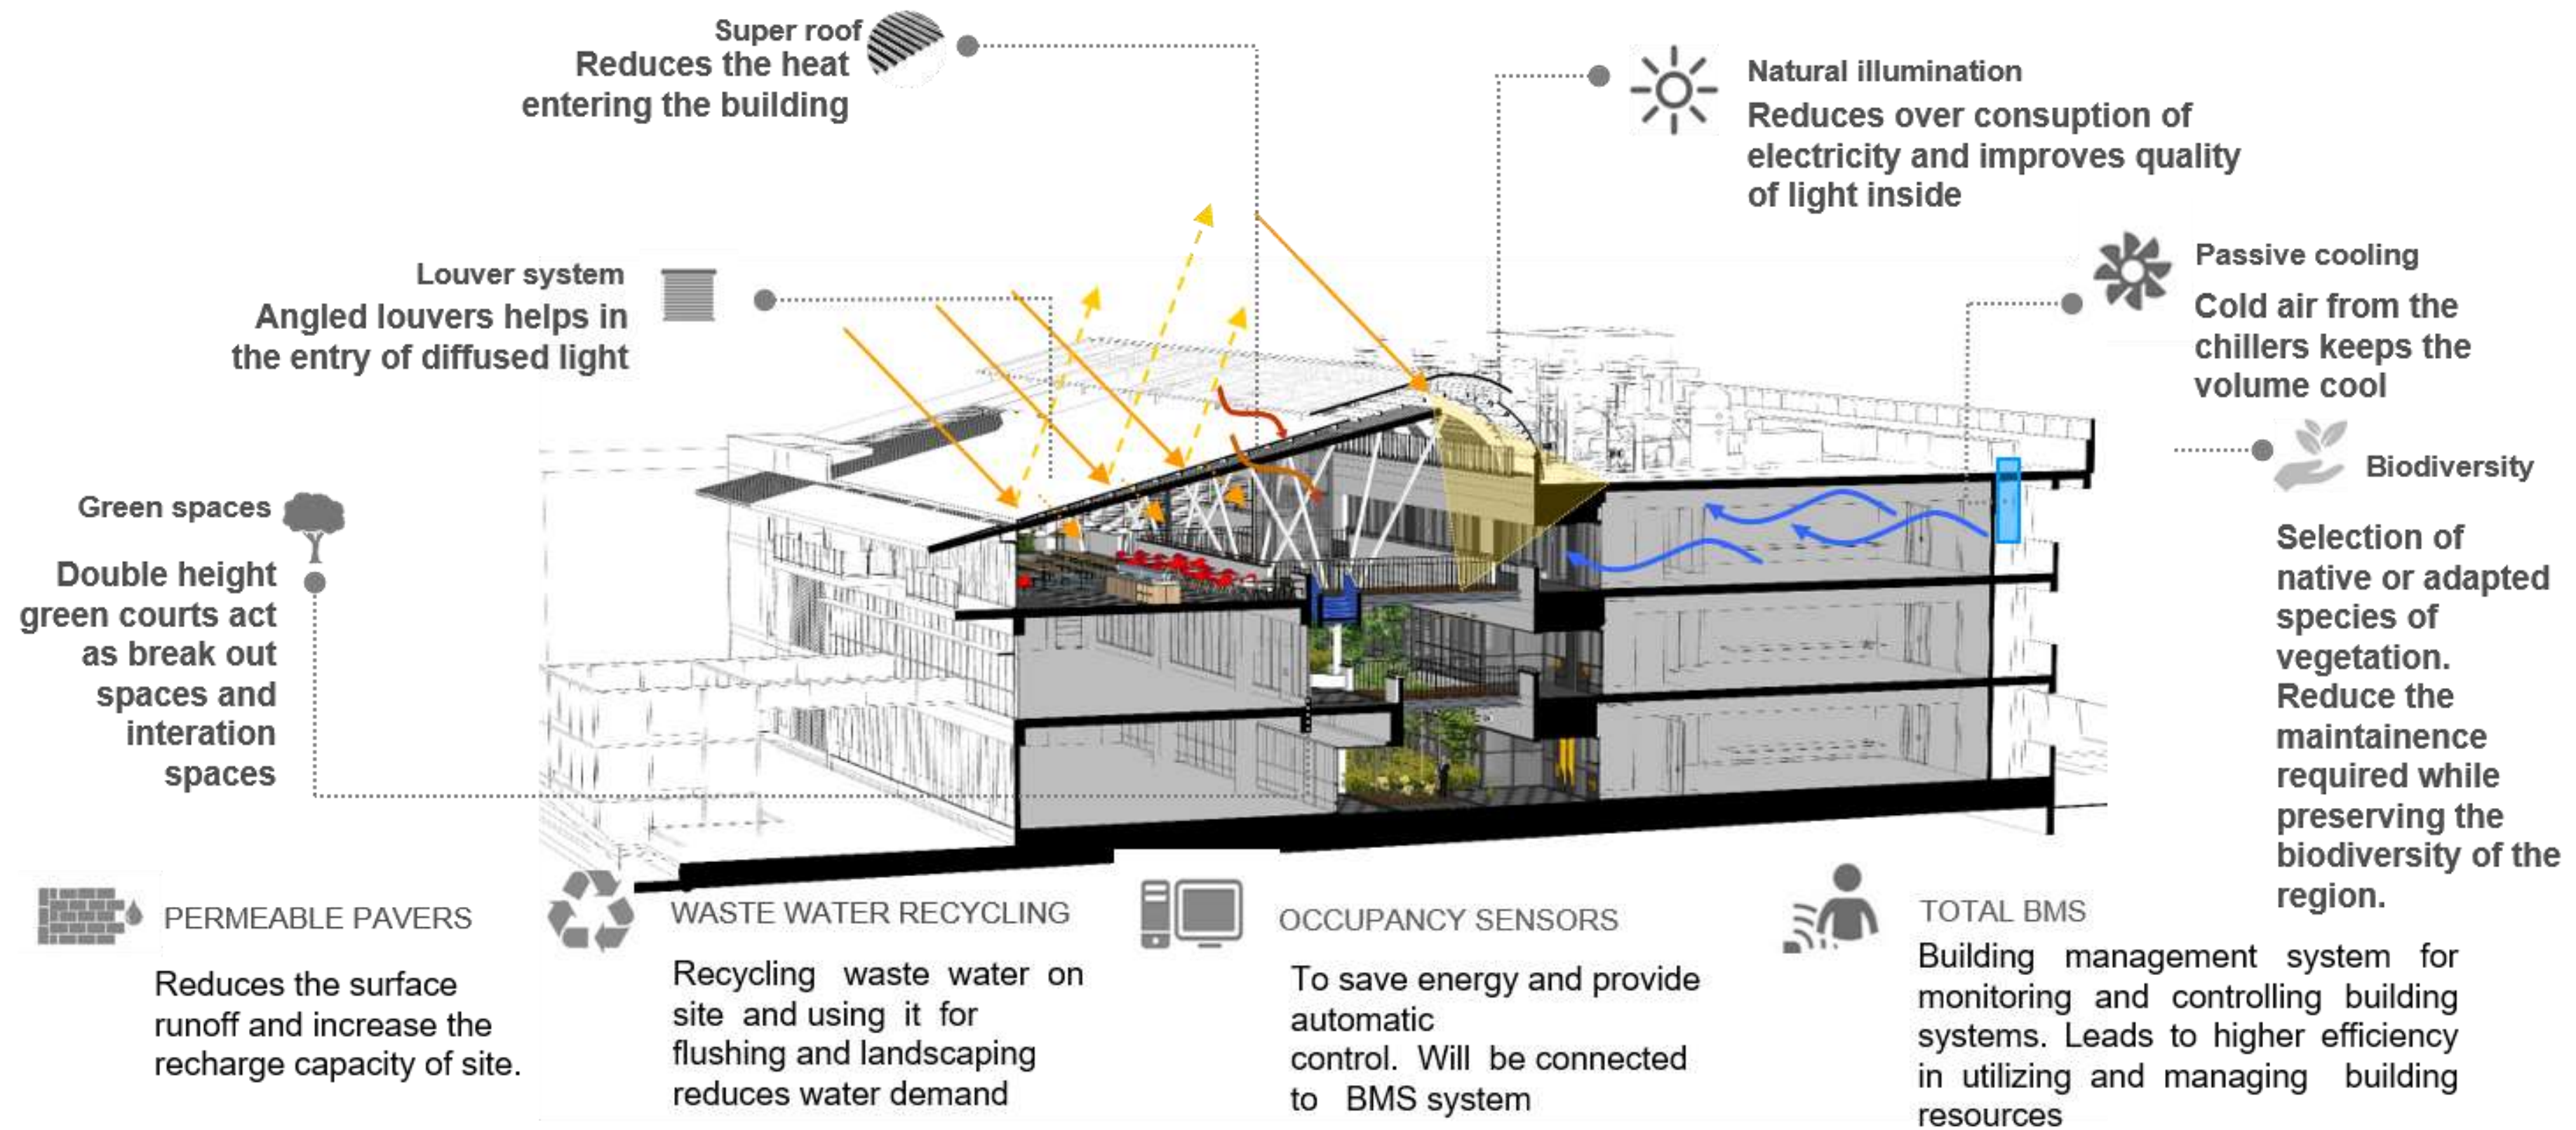 Super roof
Reduces the heat
entering the building
Natural illumination
Reduces over consuption of
electricity and improves quality
of light inside
Louver system
Angled louvers helps in
the entry of diffused light
Passive cooling
Cold air from the
chillers keeps the
volume cool
Green spaces
Double height
green courts act
as break out
spaces and
interation
spaces
Biodiversity
Selection of
native or adapted
species of
vegetation.
Reduce the
maintainence
required while
preserving the
biodiversity of the
region.
PERMEABLE PAVERS
Reduces the surface
runoff and increase the
recharge capacity of site.
WASTE WATER RECYCLING
Recycling waste water on
site and using it for
flushing and landscaping
reduces water demand
OCCUPANCY SENSORS
To save energy and provide
automatic
control. Will be connected
to BMS system
TOTAL BMS
Building management system for
monitoring and controlling building
systems. Leads to higher efficiency
in utilizing and managing building
resources